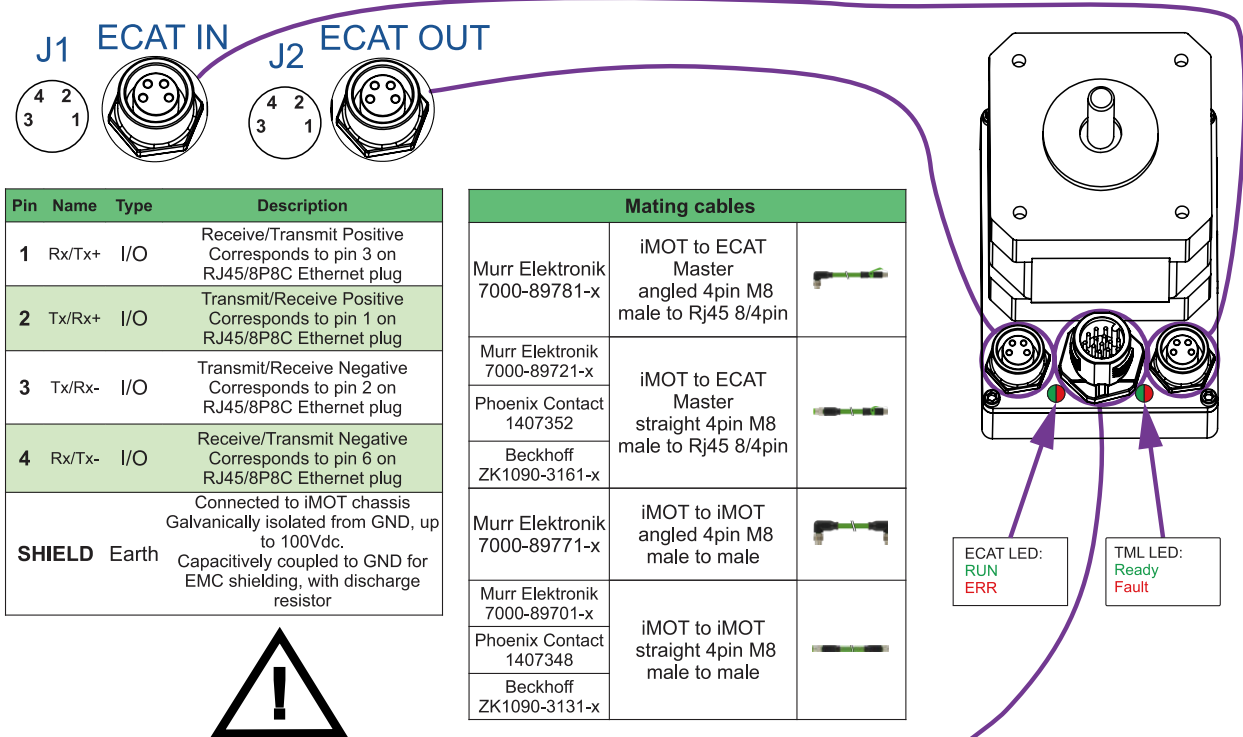 J1 ECAT IN
J2 ECAT OUT
4 2
3 1
4 2
3 1
Pin Name Type Description
1 Rx/Tx+ I/O Receive/Transmit Positive
Corresponds to pin 3 on
RJ45/8P8C Ethernet plug
2 Tx/Rx+ I/O Transmit/Receive Positive
Corresponds to pin 1 on
RJ45/8P8C Ethernet plug
3 Tx/Rx- I/O Transmit/Receive Negative
Corresponds to pin 2 on
RJ45/8P8C Ethernet plug
4 Rx/Tx- I/O Receive/Transmit Negative
Corresponds to pin 6 on
RJ45/8P8C Ethernet plug
SHIELD Earth Connected to iMOT chassis
Galvanically isolated from GND, up
to 100Vdc.
Capacitively coupled to GND for
EMC shielding, with discharge
resistor
!
Mating cables
Murr Elektronik
7000-89781-x
iMOT to ECAT
Master
angled 4pin M8
male to Rj45 8/4pin
Murr Elektronik
7000-89721-x
Phoenix Contact
1407352
Beckhoff
ZK1090-3161-x
iMOT to ECAT
Master
straight 4pin M8
male to Rj45 8/4pin
Murr Elektronik
7000-89771-x
iMOT to iMOT
angled 4pin M8
male to male
Murr Elektronik
7000-89701-x
Phoenix Contact
1407348
Beckhoff
ZK1090-3131-x
iMOT to iMOT
straight 4pin M8
male to male
ECAT LED:
RUN
ERR
TML LED:
Ready
Fault